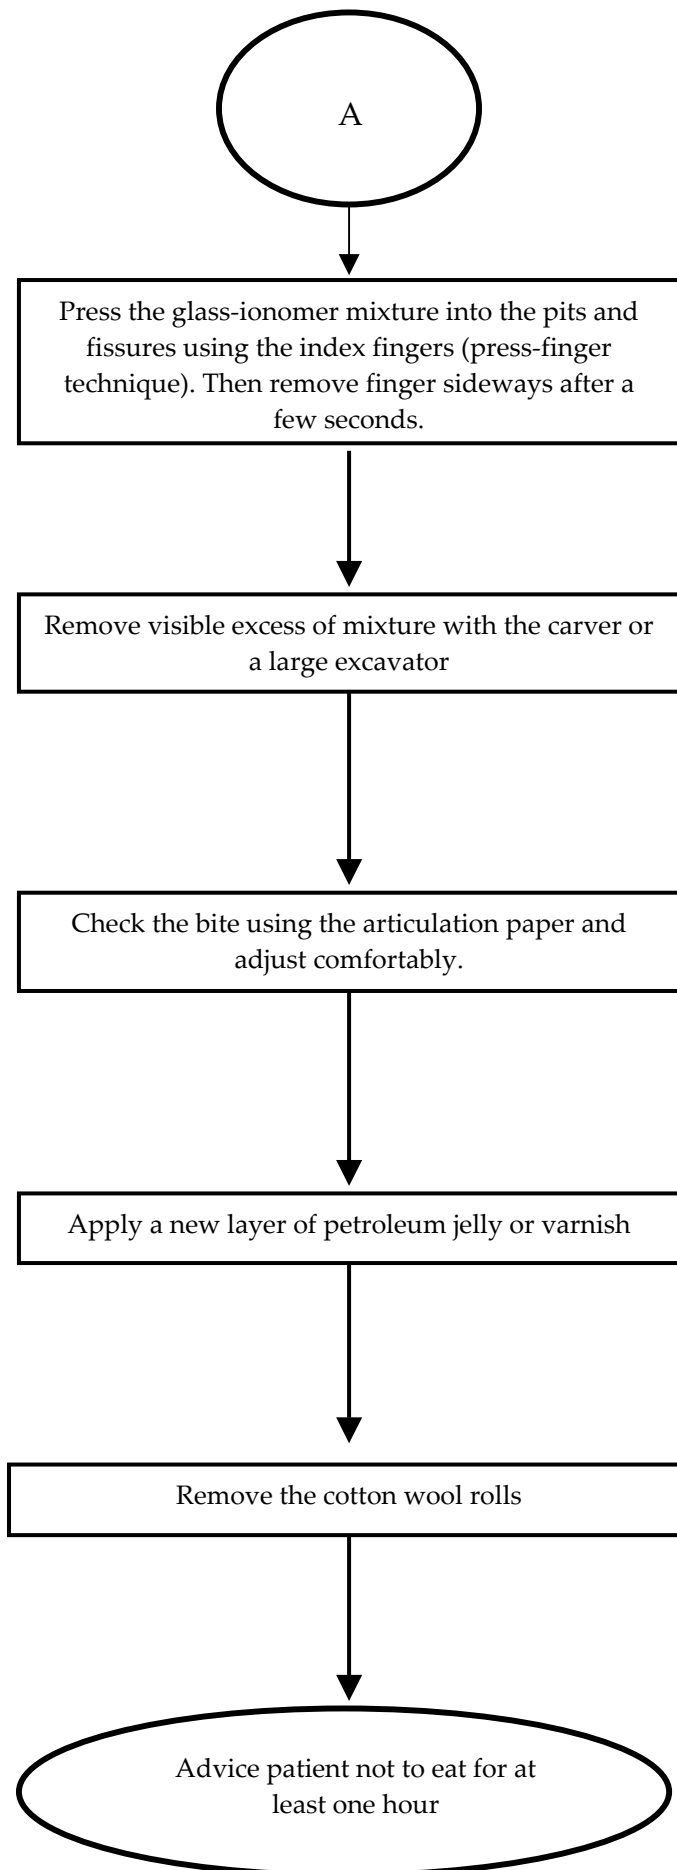 A
Press the glass-ionomer mixture into the pits and
fissures using the index fingers (press-finger
technique). Then remove finger sideways after a
few seconds.
Remove visible excess of mixture with the carver or
a large excavator
Check the bite using the articulation paper and
adjust comfortably.
Apply a new layer of petroleum jelly or varnish
Remove the cotton wool rolls
Advice patient not to eat for at
least one hour